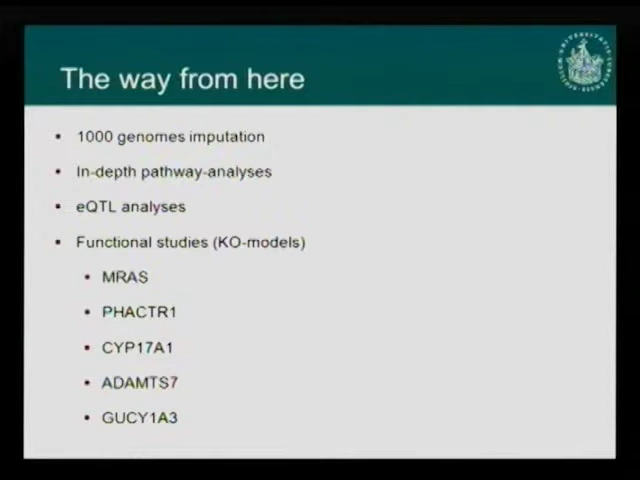 The way from here
1000 genomes imputation
In-depth pathway-analyses
eQTL analyses
Functional studies (KO-models)
MRAS
PHACTR1
CYP17A1
ADAMTS7
GUCY1A3